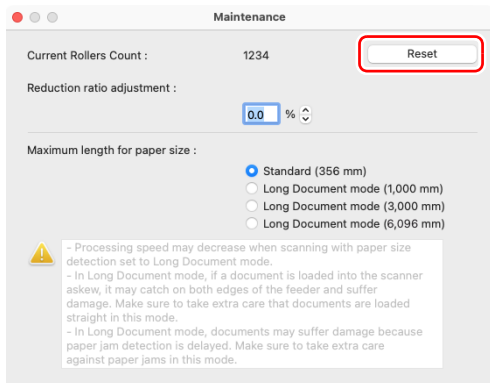 Maintenance
Current Rollers Count : 1234 Reset
Reduction ratio adjustment :
0.0 %
Maximum length for paper size :
Standard (356 mm)
Long Document mode (1,000 mm)
Long Document mode (3,000 mm)
Long Document mode (6,096 mm)
- Processing speed may decrease when scanning with paper size
detection set to Long Document mode.
- In Long Document mode, if a document is loaded into the scanner
askew, it may catch on both edges of the feeder and suffer
damage. Make sure to take extra care that documents are loaded
straight in this mode.
- In Long Document mode, documents may suffer damage because
paper jam detection is delayed. Make sure to take extra care
against paper jams in this mode.